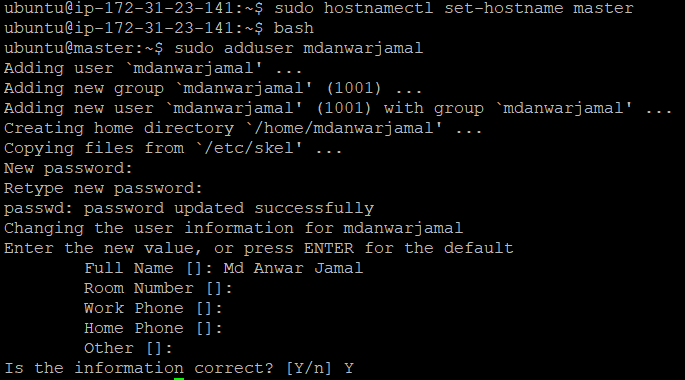 ubuntu@ip-172-31-23-141:~$ sudo hostnamectl set-hostname master
ubuntu@ip-172-31-23-141:~$ bash
ubuntu@master:~$ sudo adduser mdanwarjamal
Adding user `mdanwarjamal' ...
Adding new group `mdanwarjamal' (1001) ...
Adding new user `mdanwarjamal' (1001) with group `mdanwarjamal' ...
Creating home directory `/home/mdanwarjamal' ...
Copying files from `/etc/skel' ...
New password:
Retype new password:
passwd: password updated successfully
Changing the user information for mdanwarjamal
Enter the new value, or press ENTER for the default
        Full Name []: Md Anwar Jamal
        Room Number []:
        Work Phone []:
        Home Phone []:
        Other []:
Is the information correct? [Y/n] Y